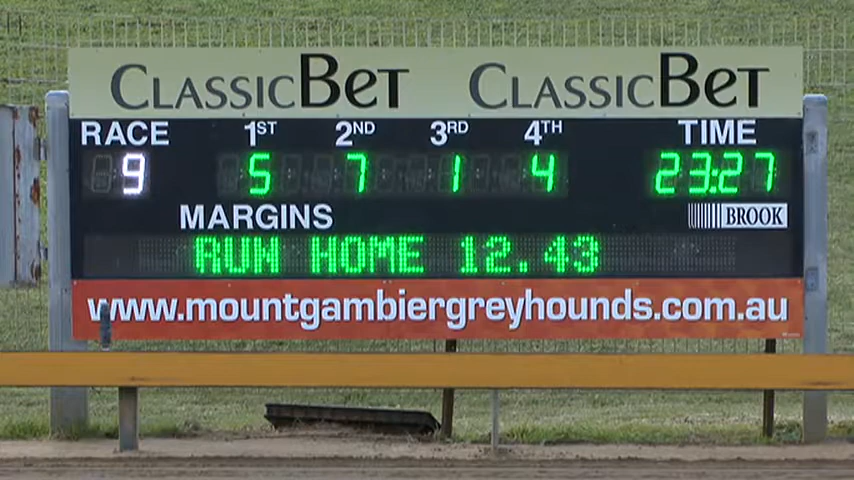 CLASSICBET CLASSICBET
RACE 1ST 2ND 3RD 4TH TIME
9 5 7 1 4 23:27
MARGINS BROOK
RUN HOME 12.43
www.mountgambiergreyhounds.com.au